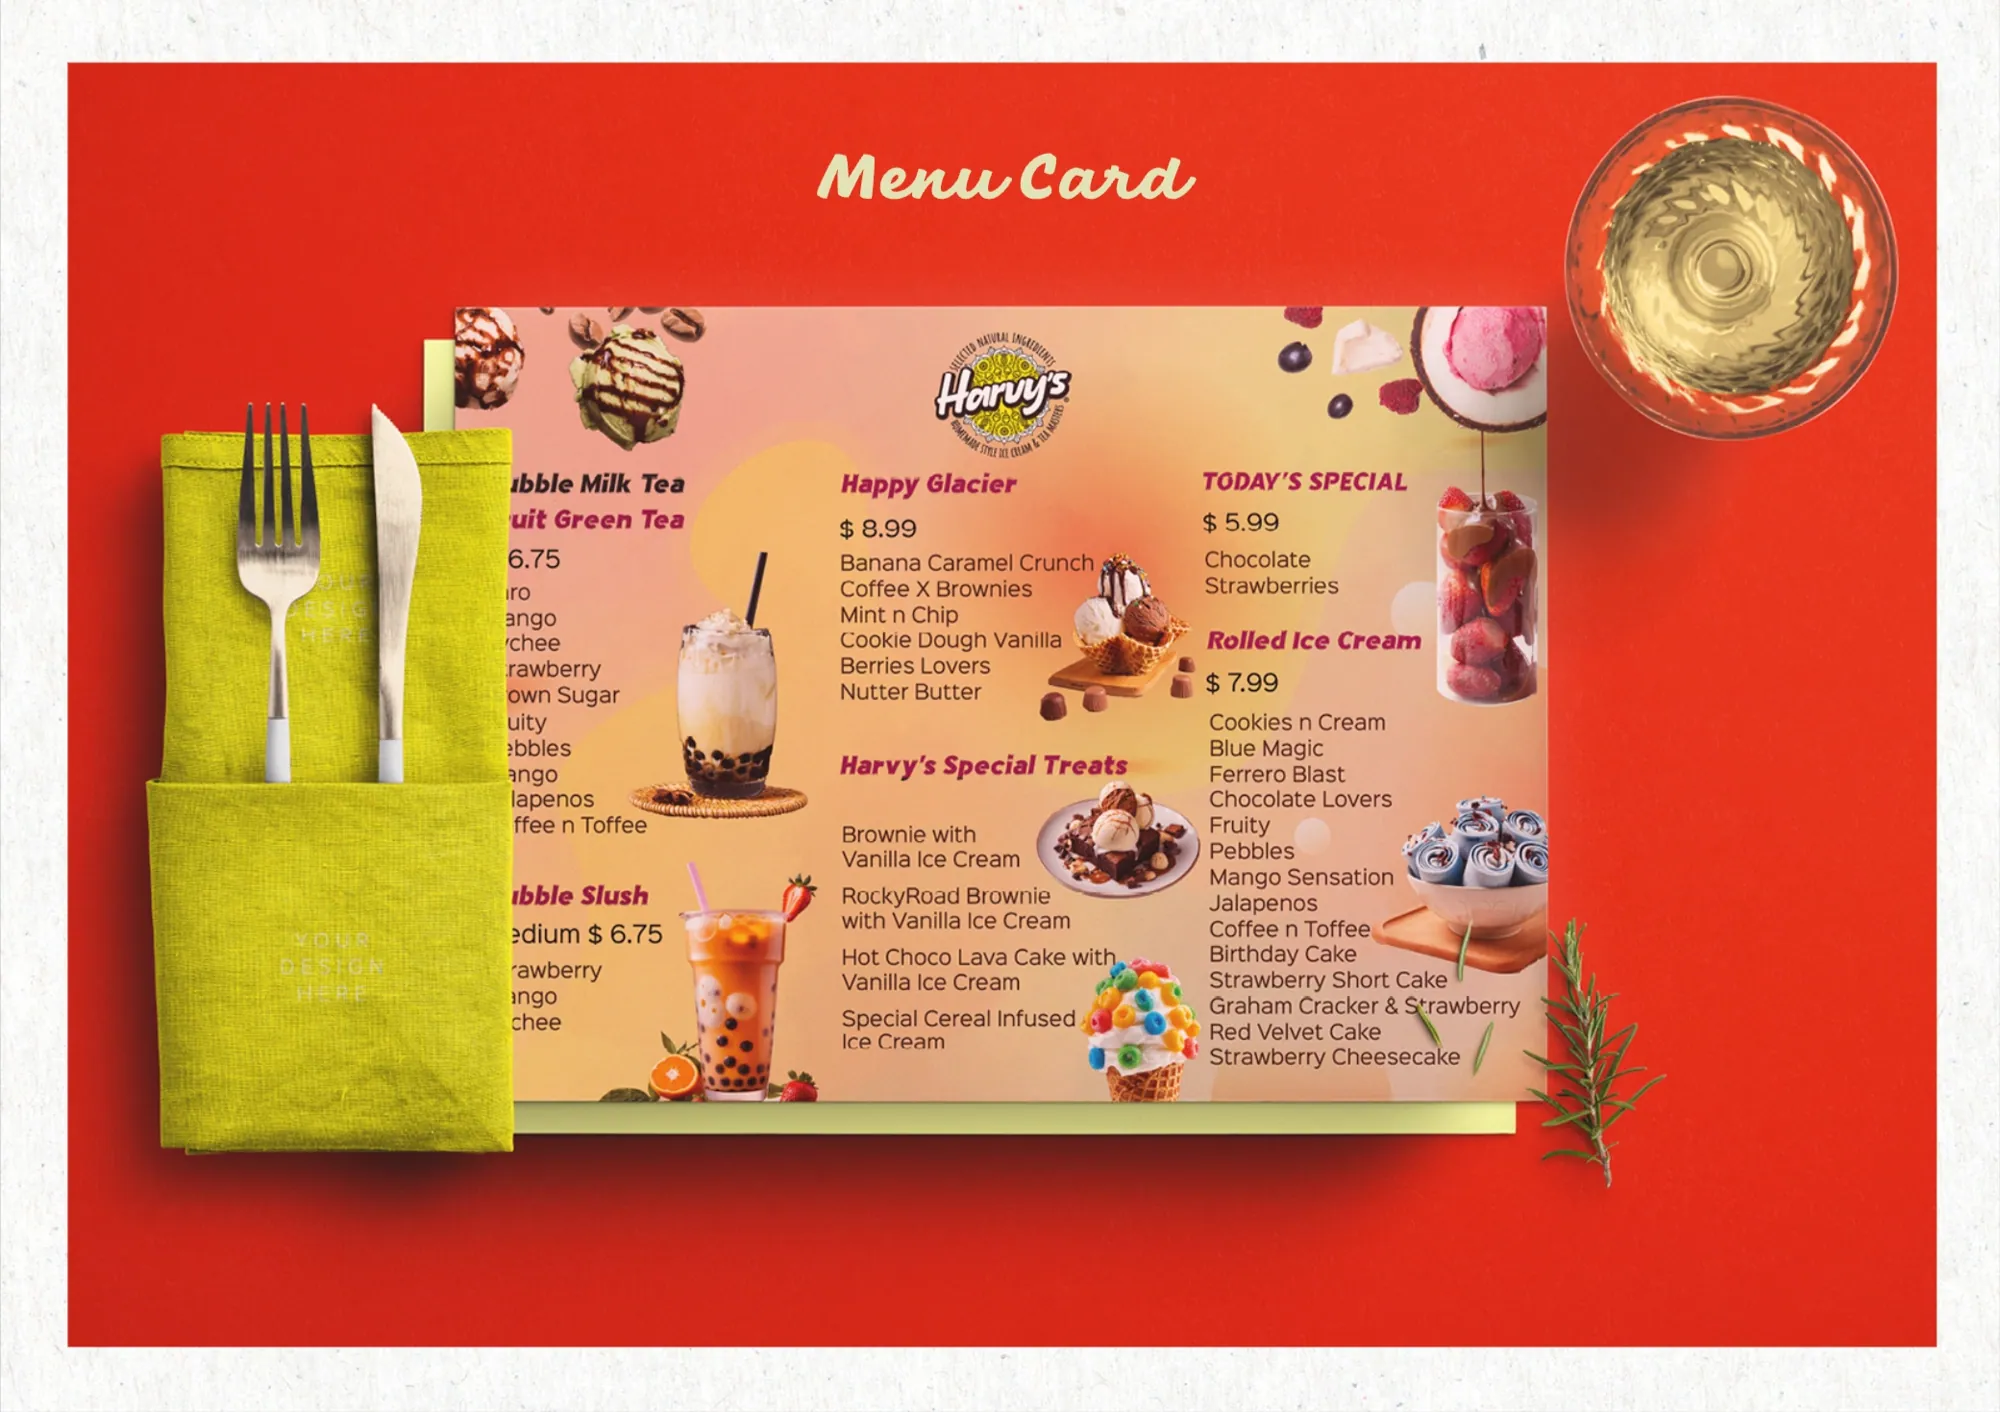 Menu Card
SELECTED NATURAL INGREDIENTS
Harvy's
HOMEMADE STYLE ICE CREAM & TEA MASTERS
ubble Milk Tea
uit Green Tea
6.75
ro
ango
chee
rawberry
own Sugar
uity
ebbles
ango
lapenos
ffee n Toffee
ubble Slush
edium $ 6.75
rawberry
ango
chee
Happy Glacier
$ 8.99
Banana Caramel Crunch
Coffee X Brownies
Mint n Chip
Cookie Dough Vanilla
Berries Lovers
Nutter Butter
Harvy's Special Treats
Brownie with
Vanilla Ice Cream
RockyRoad Brownie
with Vanilla Ice Cream
Hot Choco Lava Cake with
Vanilla Ice Cream
Special Cereal Infused
Ice Cream
TODAY'S SPECIAL
$ 5.99
Chocolate
Strawberries
Rolled Ice Cream
$ 7.99
Cookies n Cream
Blue Magic
Ferrero Blast
Chocolate Lovers
Fruity
Pebbles
Mango Sensation
Jalapenos
Coffee n Toffee
Birthday Cake
Strawberry Short Cake
Graham Cracker & Strawberry
Red Velvet Cake
Strawberry Cheesecake
YOUR
DESIGN
HERE
YOUR
DESIGN
HERE